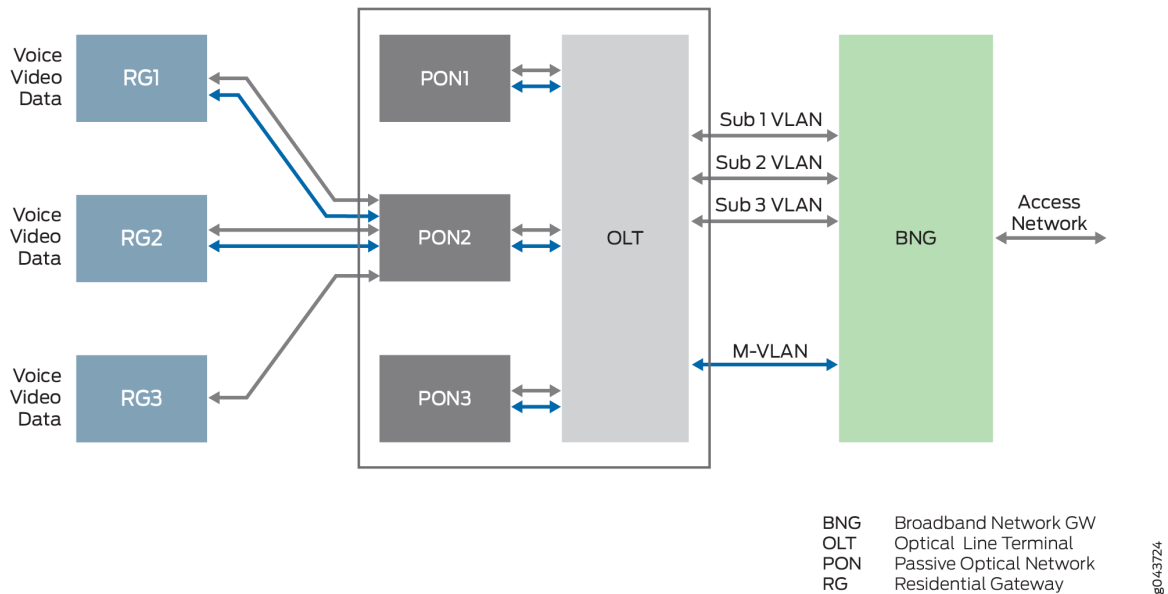 Voice
Video
Data
RG1
Voice
Video
Data
RG2
Voice
Video
Data
RG3
PON1
PON2
PON3
OLT
Sub 1 VLAN
Sub 2 VLAN
Sub 3 VLAN
M-VLAN
BNG
Access
Network
BNG Broadband Network GW
OLT Optical Line Terminal
PON Passive Optical Network
RG Residential Gateway
g043724